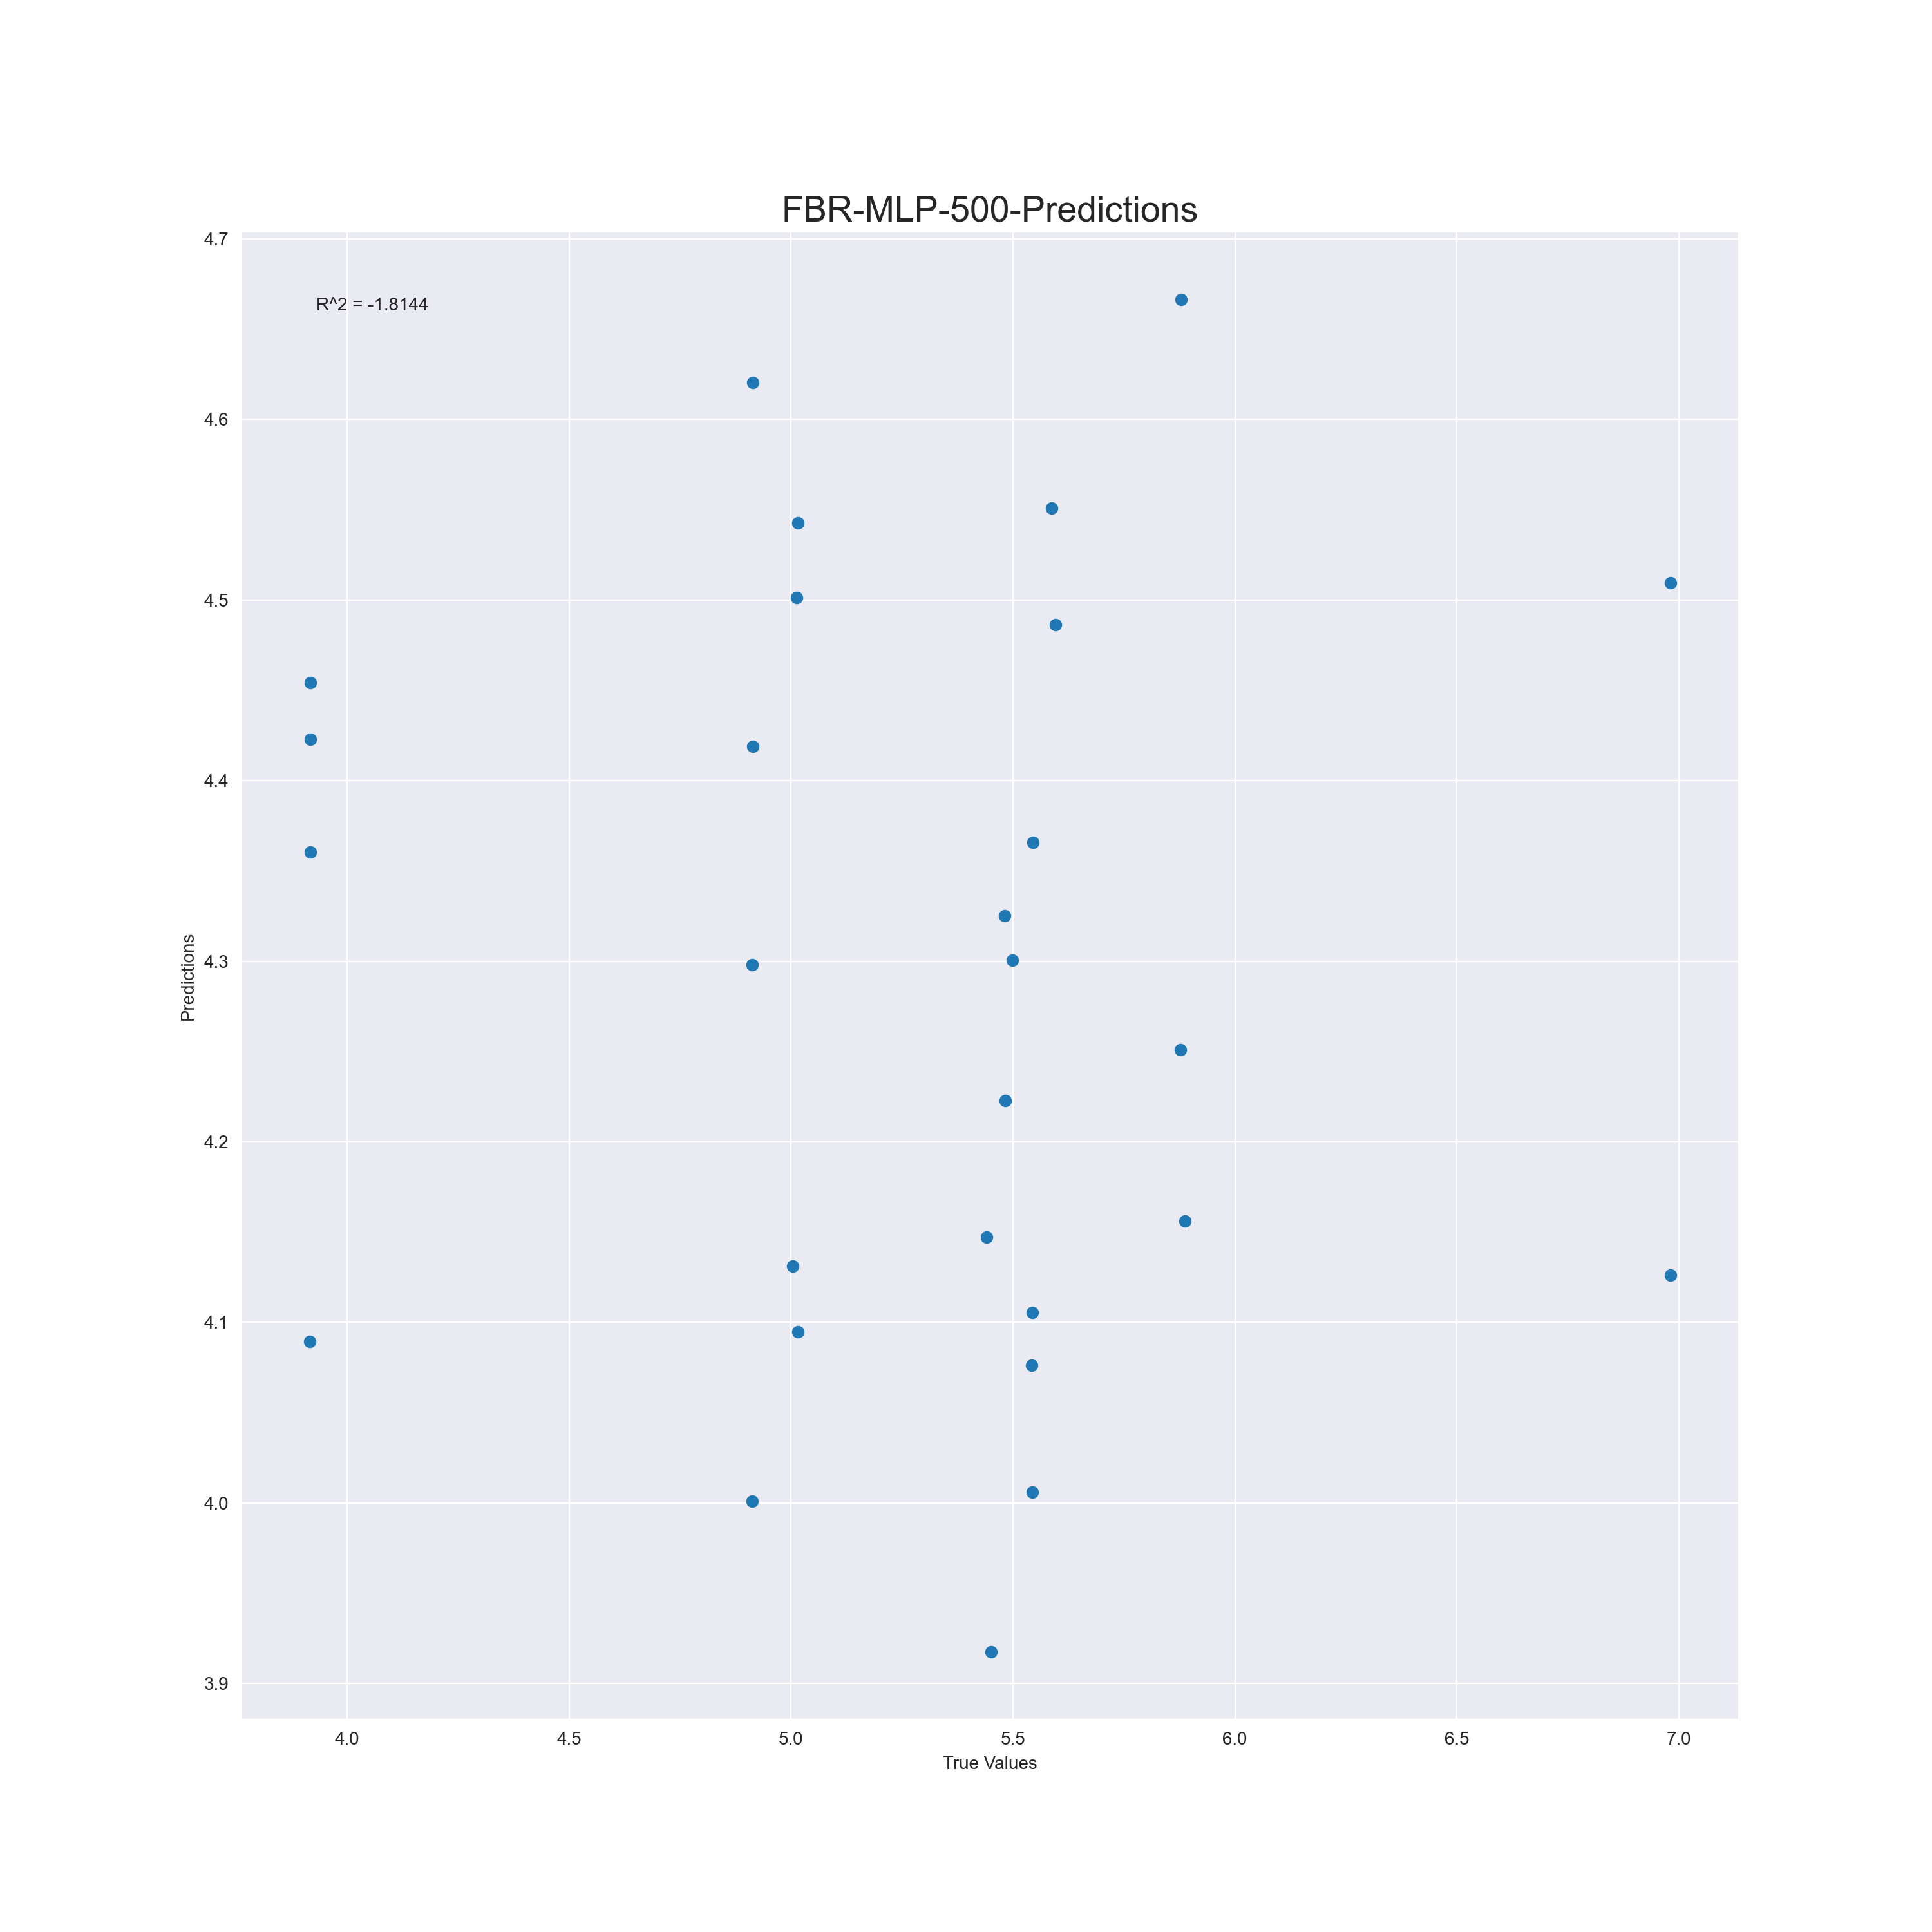 FBR-MLP-500-Predictions
R^2 = -1.8144
4.7
4.6
4.5
4.4
4.3
4.2
4.1
4.0
3.9
Predictions
4.0 4.5 5.0 5.5 6.0 6.5 7.0
True Values